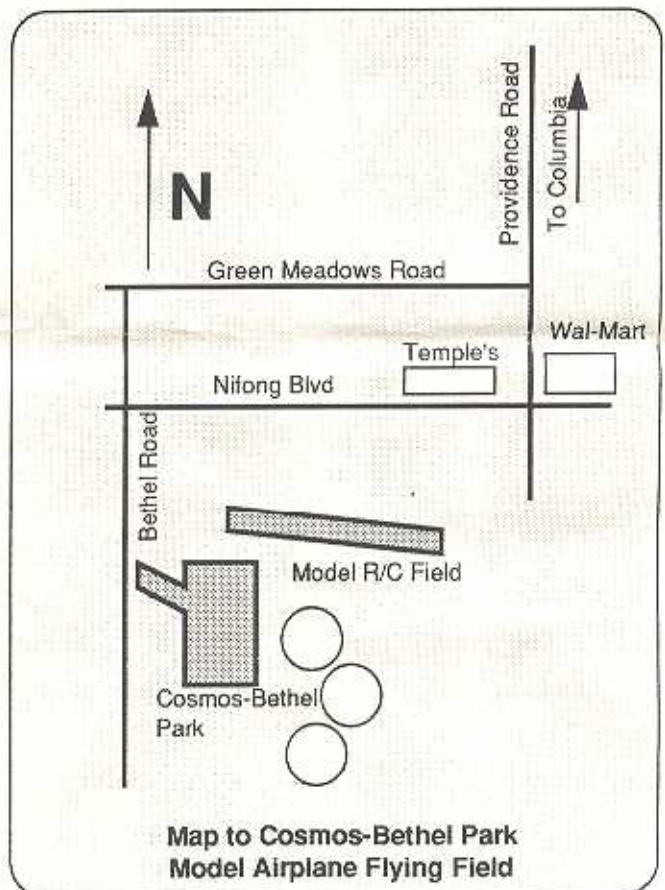 Providence Road
To Columbia
N
Green Meadows Road
Wal-Mart
Temple's
Nifong Blvd
Bethel Road
Model R/C Field
Cosmos-Bethel
Park
Map to Cosmos-Bethel Park
Model Airplane Flying Field